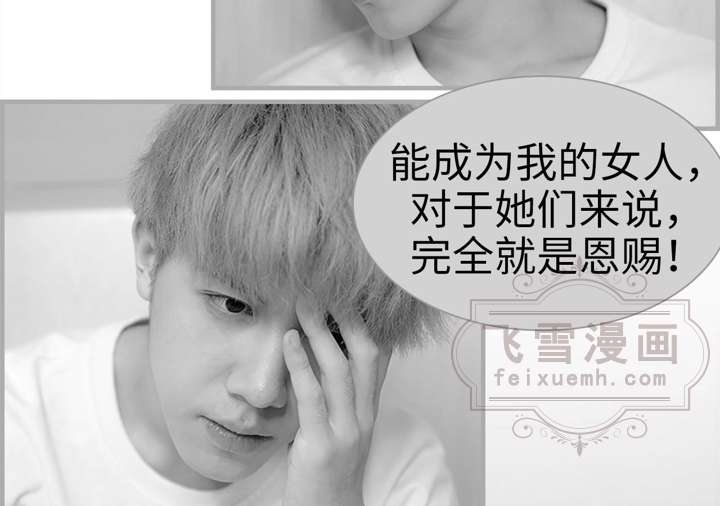 能成为我的女人，
对于她们来说，
完全就是恩赐！
飞雪漫画
feixuemh.com